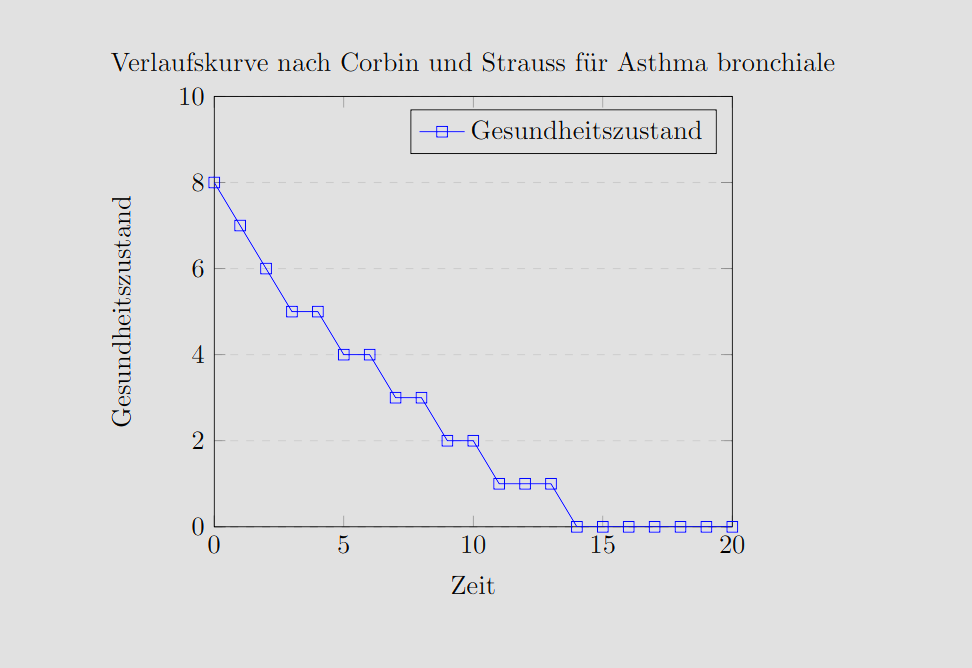 Verlaufskurve nach Corbin und Strauss für Asthma bronchiale
10
Gesundheitszustand
8
6
4
2
0
Gesundheitszustand
0 5 10 15 20
Zeit